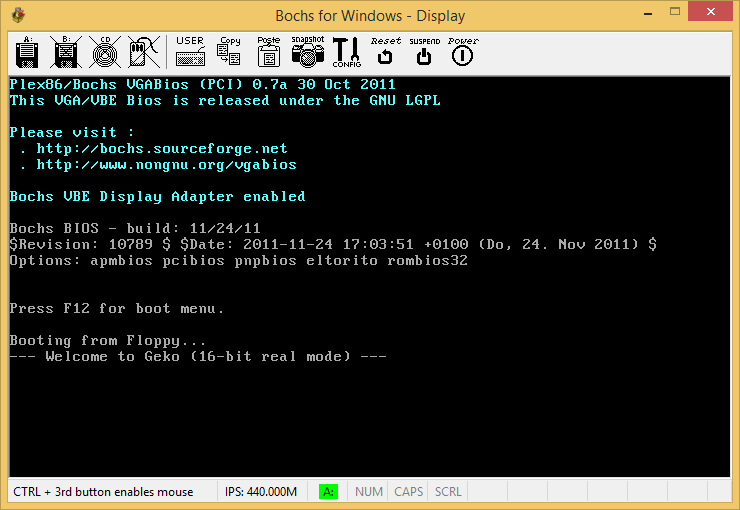 Bochs for Windows - Display
A: B: CD USER Copy Paste snapshot CONFIG Reset SUSPEND Power
Plex86/Bochs VGABios (PCI) 0.7a 30 Oct 2011
This VGA/VBE Bios is released under the GNU LGPL
Please visit :
. http://bochs.sourceforge.net
. http://www.nongnu.org/vgabios
Bochs VBE Display Adapter enabled
Bochs BIOS - build: 11/24/11
$Revision: 10789 $ $Date: 2011-11-24 17:03:51 +0100 (Do, 24. Nov 2011) $
Options: apmbios pcibios pnpbios eltorito rombios32
Press F12 for boot menu.
Booting from Floppy...
--- Welcome to Geko (16-bit real mode) ---
CTRL + 3rd button enables mouse IPS: 440.000M A: NUM CAPS SCRL